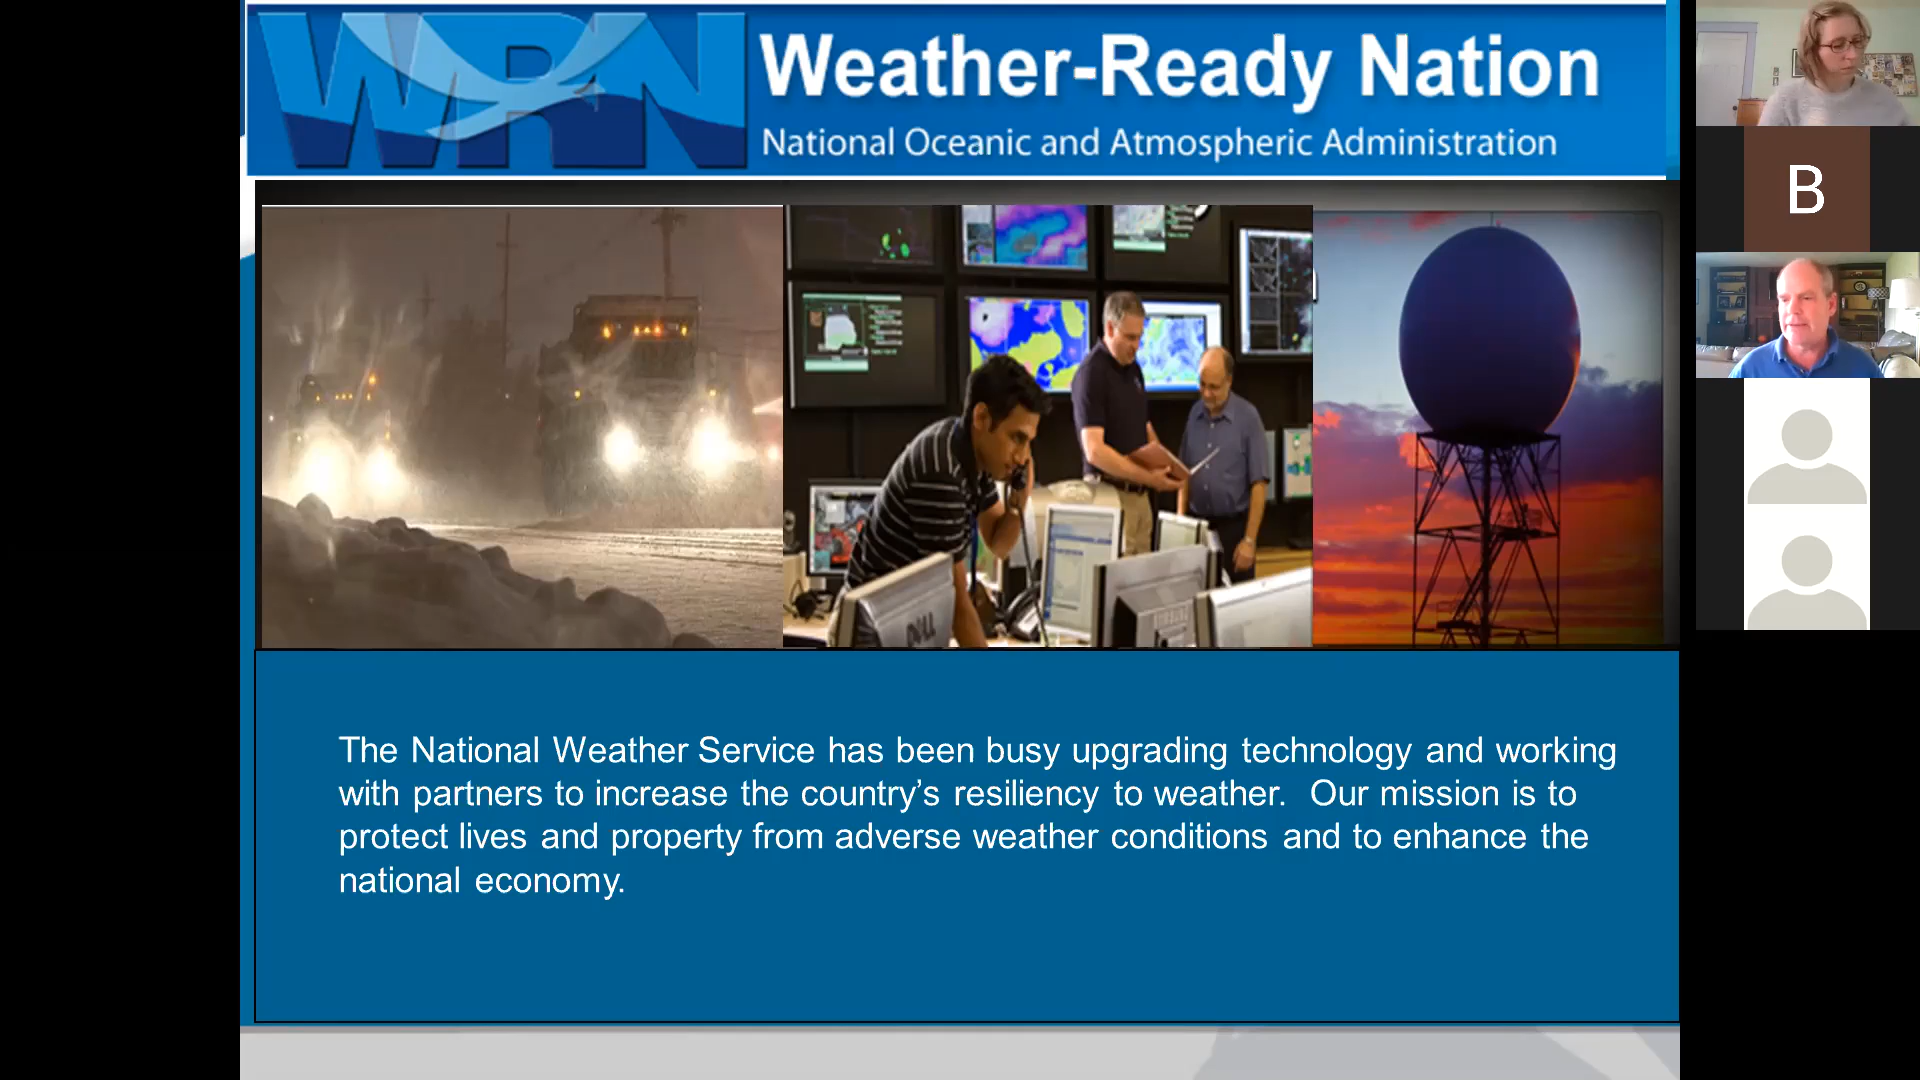 WRN
Weather-Ready Nation
National Oceanic and Atmospheric Administration
B
DELL
The National Weather Service has been busy upgrading technology and working
with partners to increase the country’s resiliency to weather.  Our mission is to
protect lives and property from adverse weather conditions and to enhance the
national economy.